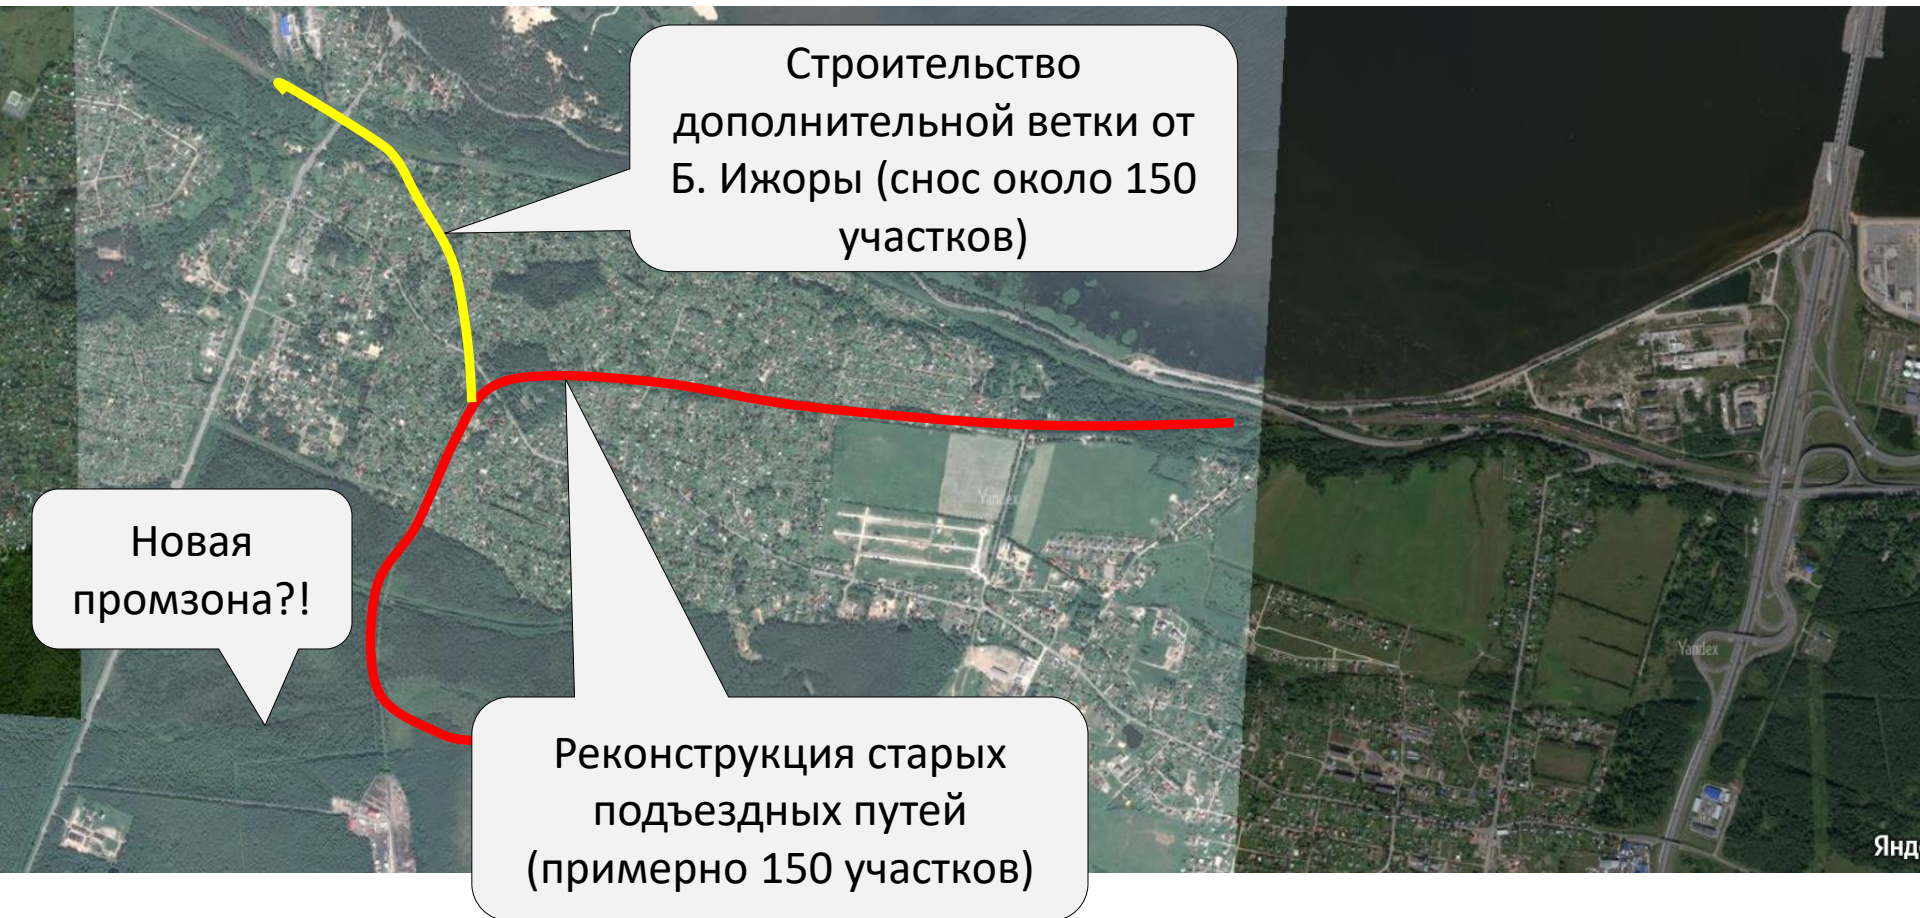 Строительство
дополнительной ветки от
Б. Ижоры (снос около 150
участков)
Yandex
Новая
промзона?!
Yandex
Реконструкция старых
подъездных путей
(примерно 150 участков)
Янд